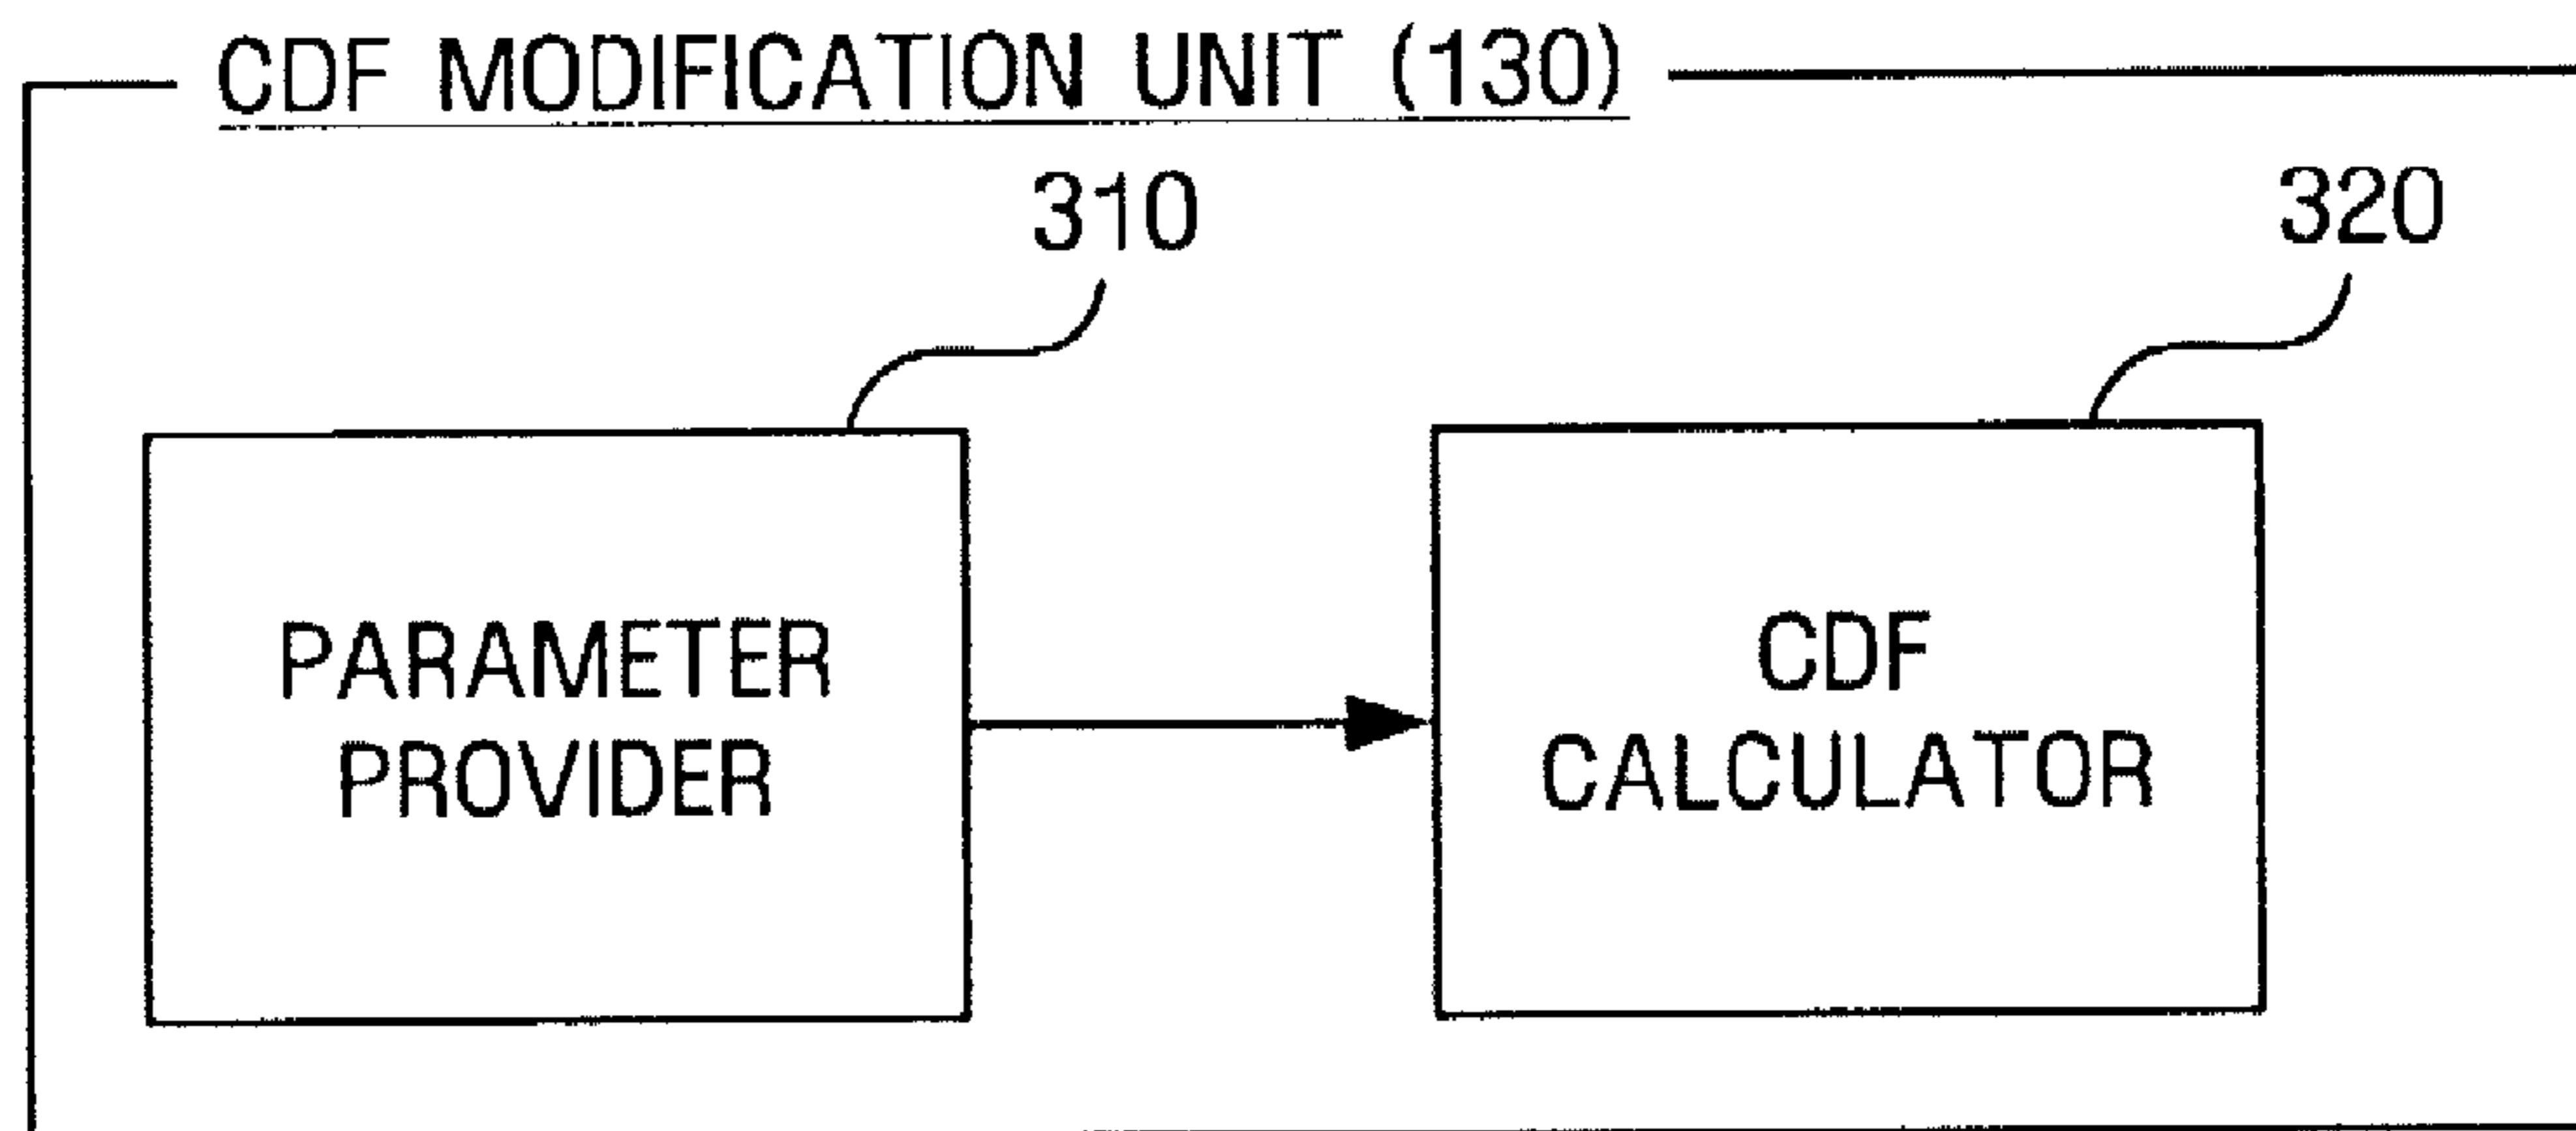 CDF MODIFICATION UNIT (130)
310
320
PARAMETER
PROVIDER
CDF
CALCULATOR